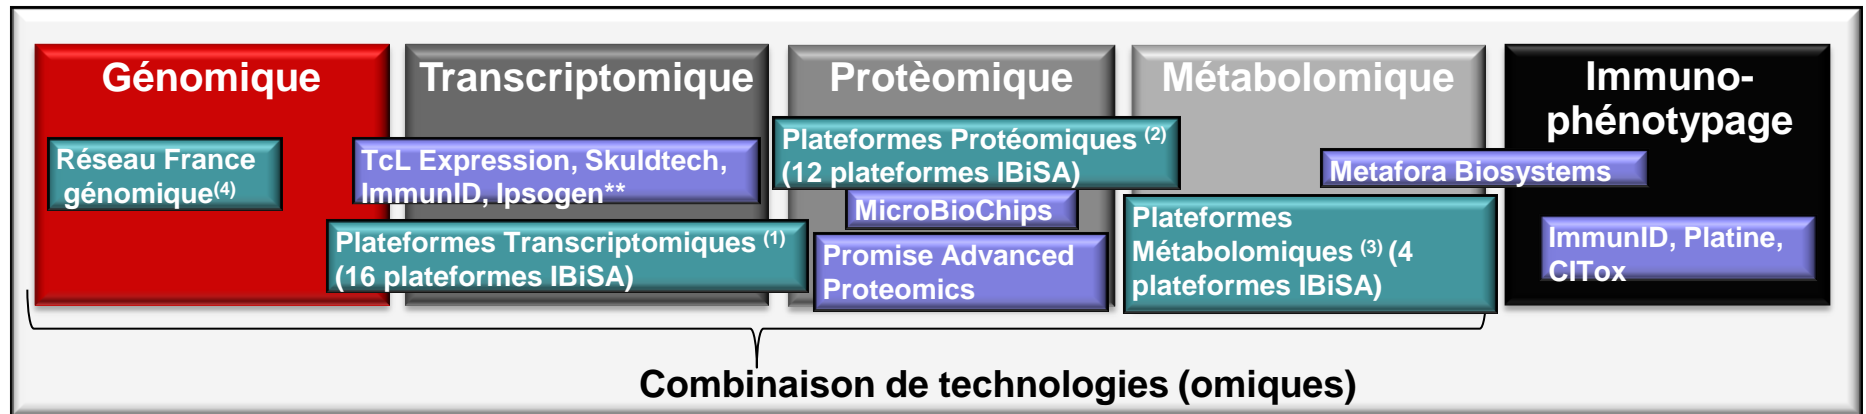 Génomique
Réseau France
génomique(4)
Transcriptomique
TcL Expression, Skuldtech,
ImmunID, Ipsogen**
Plateformes Transcriptomiques (1)
(16 plateformes IBiSA)
Protèomique
Plateformes Protéomiques (2)
(12 plateformes IBiSA)
MicroBioChips
Promise Advanced
Proteomics
Métabolomique
Metafora Biosystems
Plateformes
Métabolomiques (3) (4
plateformes IBiSA)
Immuno-
phénotypage
ImmunID, Platine,
CITox
Combinaison de technologies (omiques)